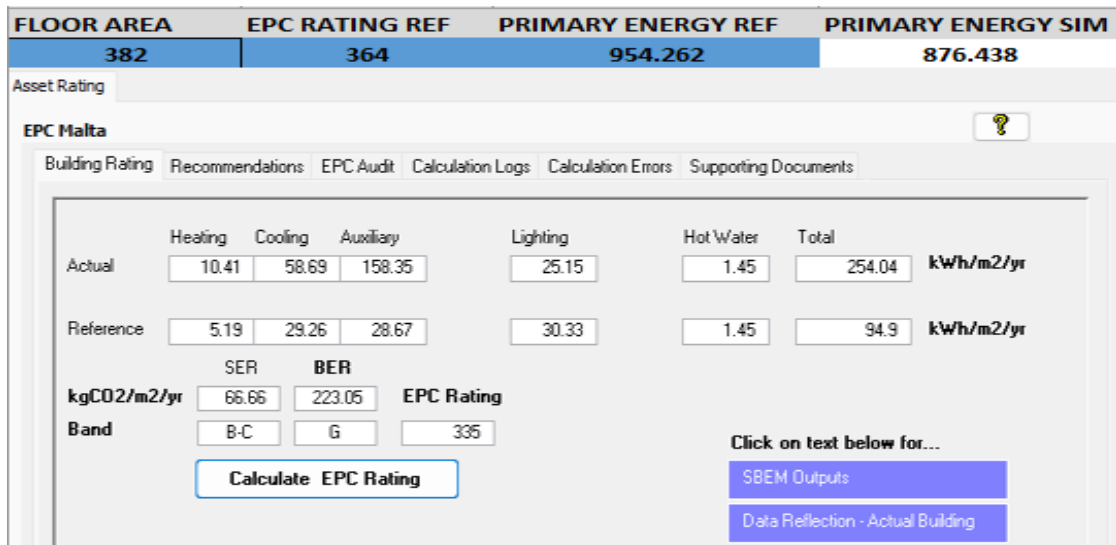 FLOOR AREA EPC RATING REF PRIMARY ENERGY REF PRIMARY ENERGY SIM
382 364 954.262 876.438
Asset Rating
EPC Malta ?
Building Rating Recommendations EPC Audit Calculation Logs Calculation Errors Supporting Documents
Heating Cooling Auxiliary Lighting Hot Water Total
Actual 10.41 58.69 158.35 25.15 1.45 254.04 kWh/m2/yr
Reference 5.19 29.26 28.67 30.33 1.45 94.9 kWh/m2/yr
SER BER
kgCO2/m2/yr 66.66 223.05 EPC Rating
Band B-C G 335
Click on text below for...
Calculate EPC Rating SBEM Outputs
Data Reflection - Actual Building